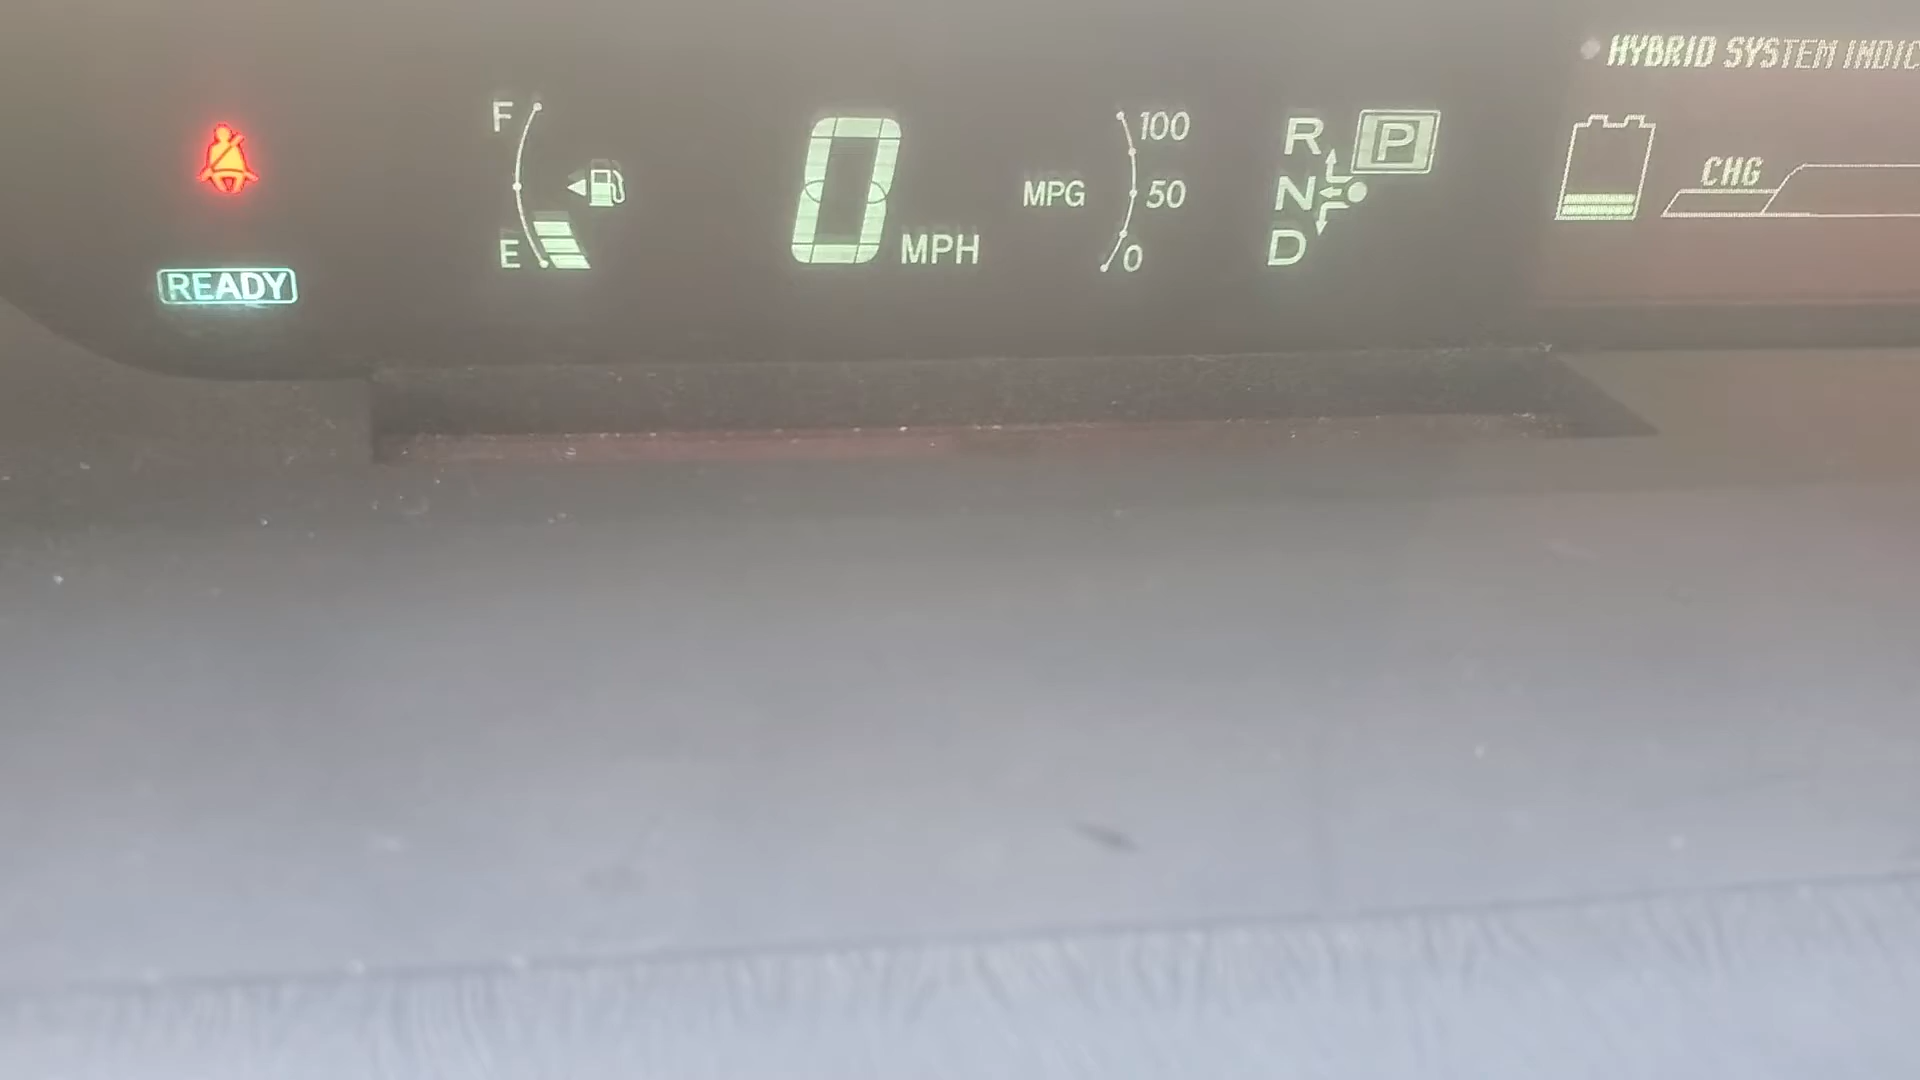 HYBRID SYSTEM INDIC
F
E
READY
0 MPH
MPG
100
50
0
R
N
D
P
CHG